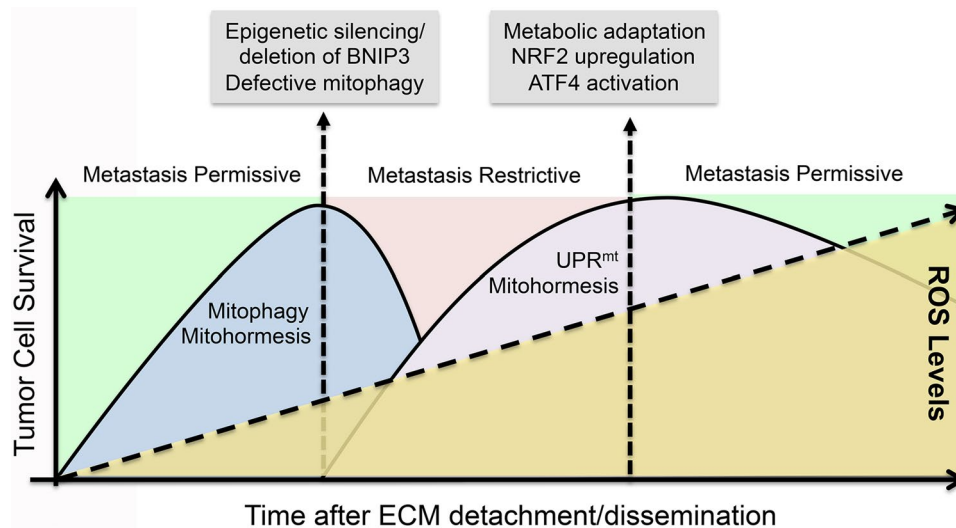 Epigenetic silencing/
deletion of BNIP3
Defective mitophagy
Metabolic adaptation
NRF2 upregulation
ATF4 activation
Metastasis Permissive
Metastasis Restrictive
Metastasis Permissive
Tumor Cell Survival
Mitophagy
Mitohormesis
UPRᵐᵗ
Mitohormesis
ROS Levels
Time after ECM detachment/dissemination